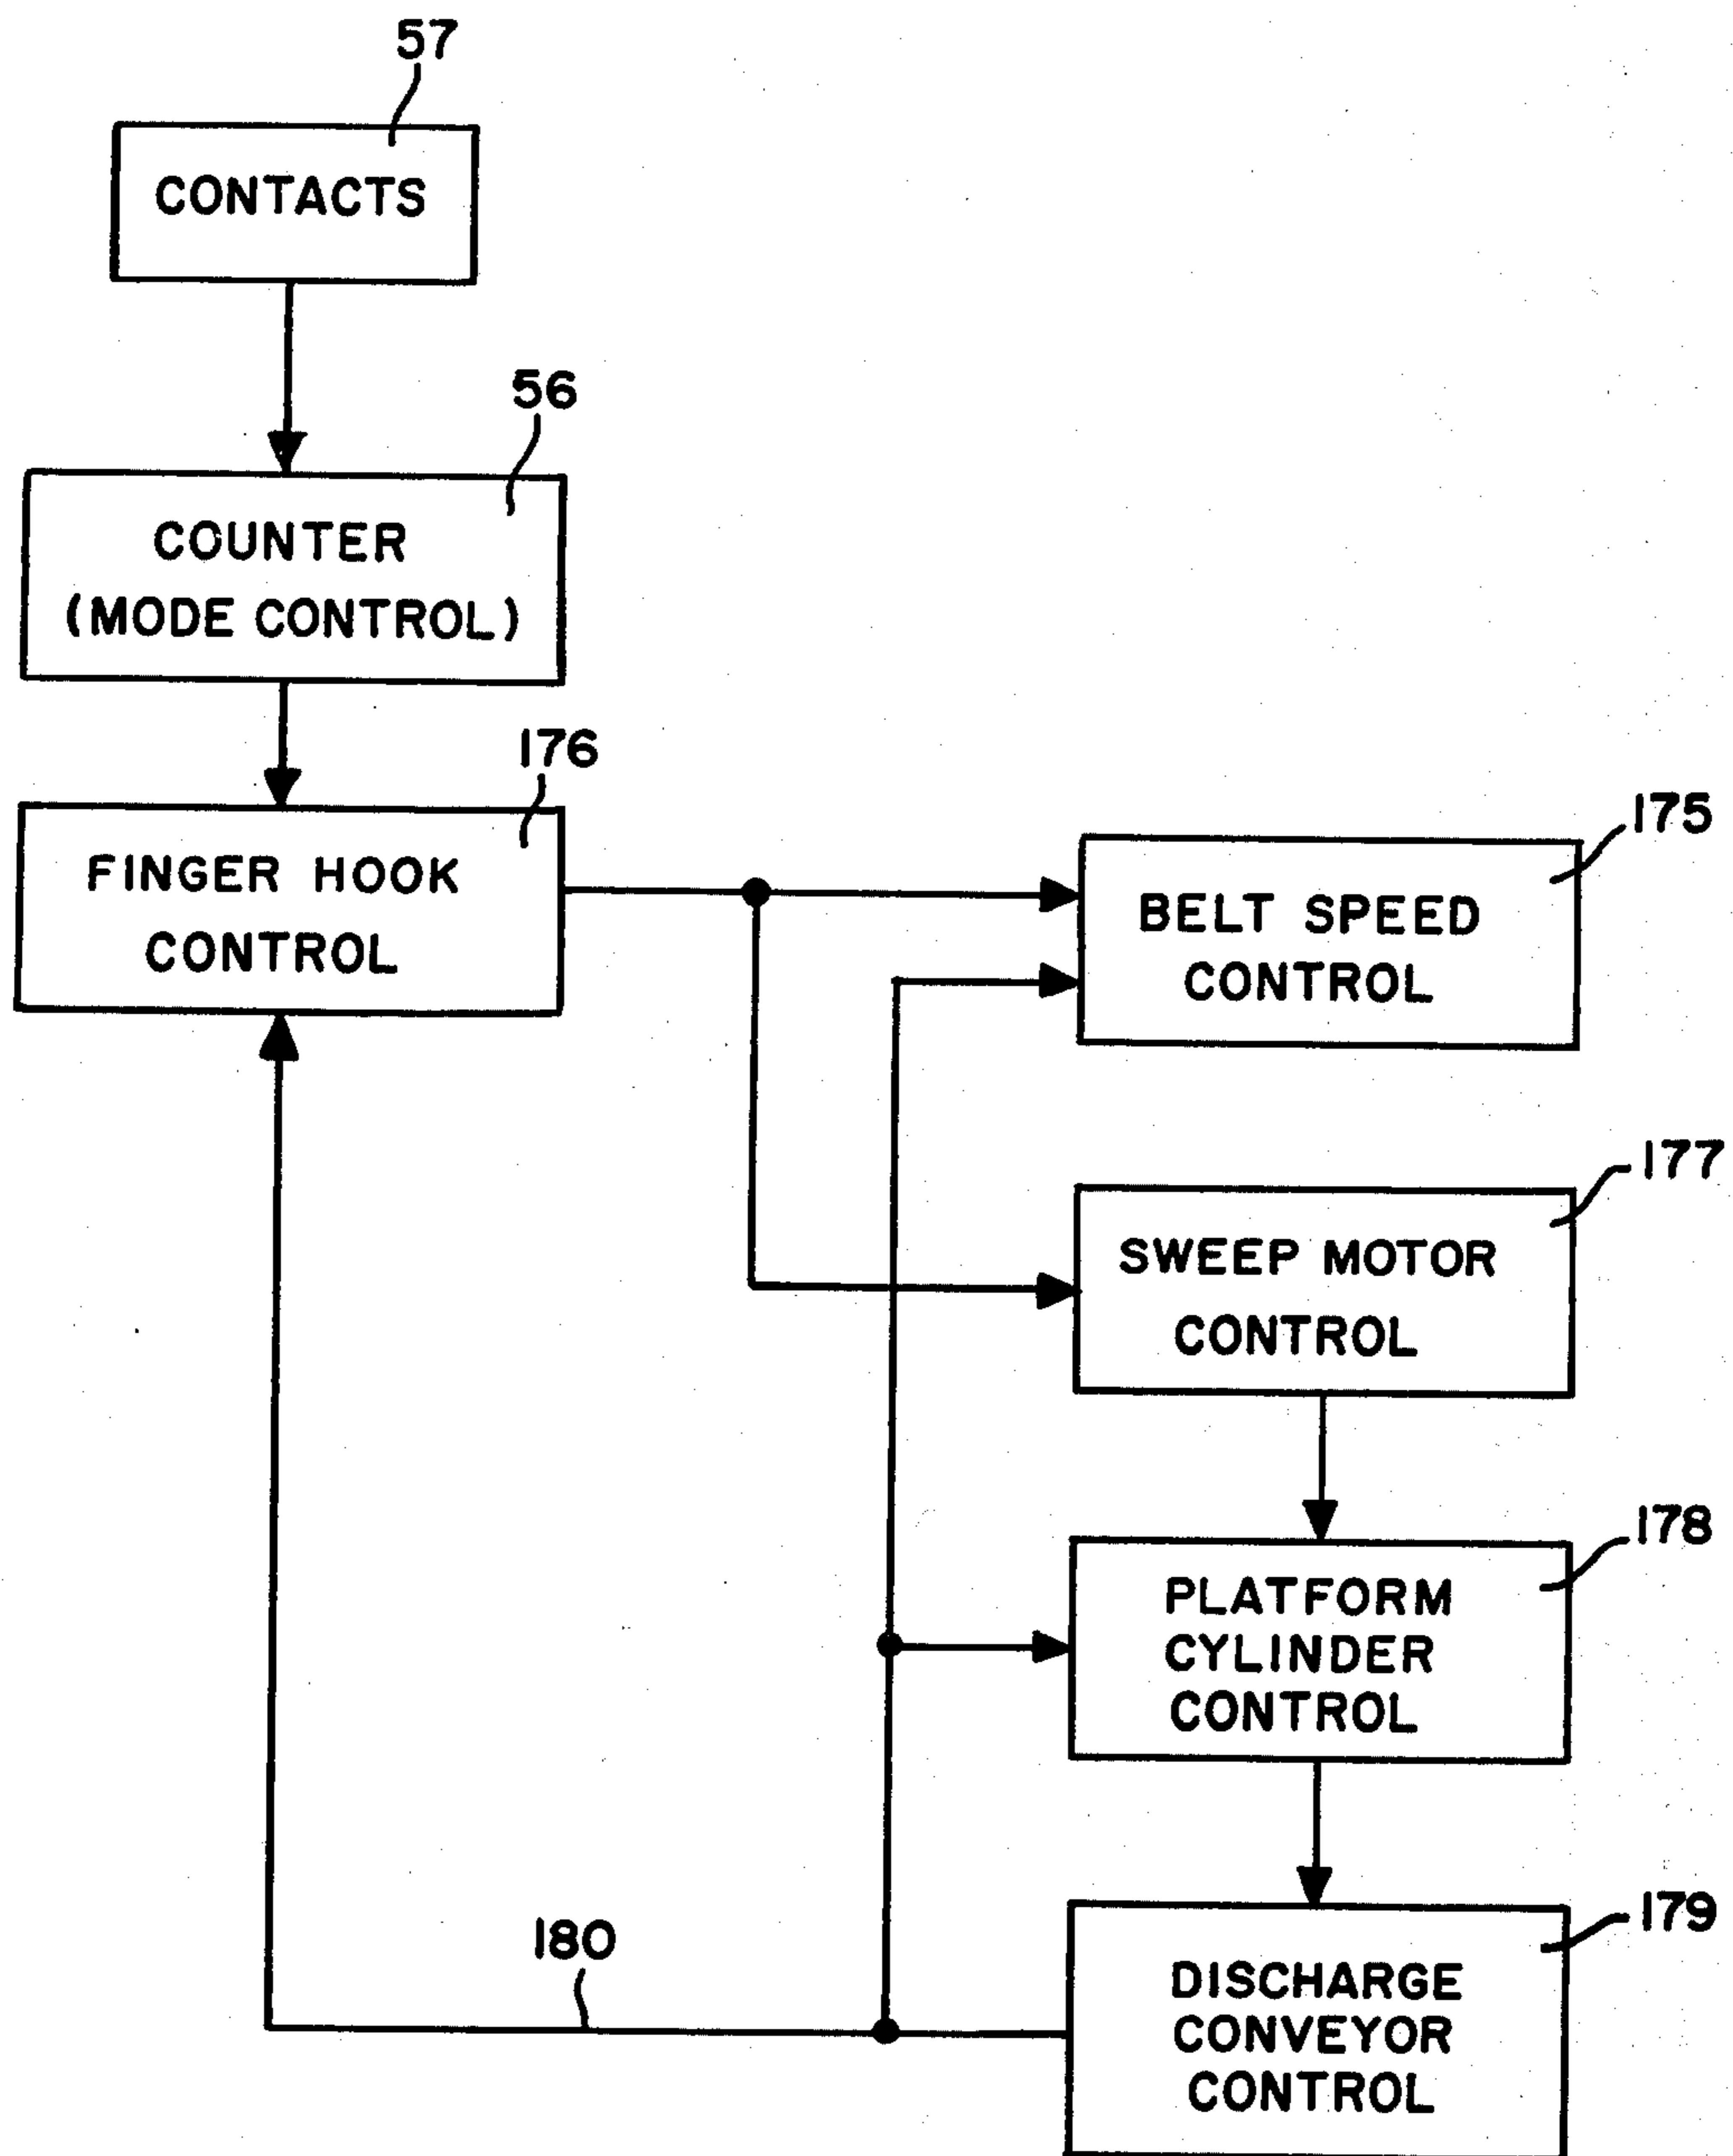 57
CONTACTS
56
COUNTER
(MODE CONTROL)
176
FINGER HOOK
CONTROL
175
BELT SPEED
CONTROL
177
SWEEP MOTOR
CONTROL
178
PLATFORM
CYLINDER
CONTROL
179
DISCHARGE
CONVEYOR
CONTROL
180